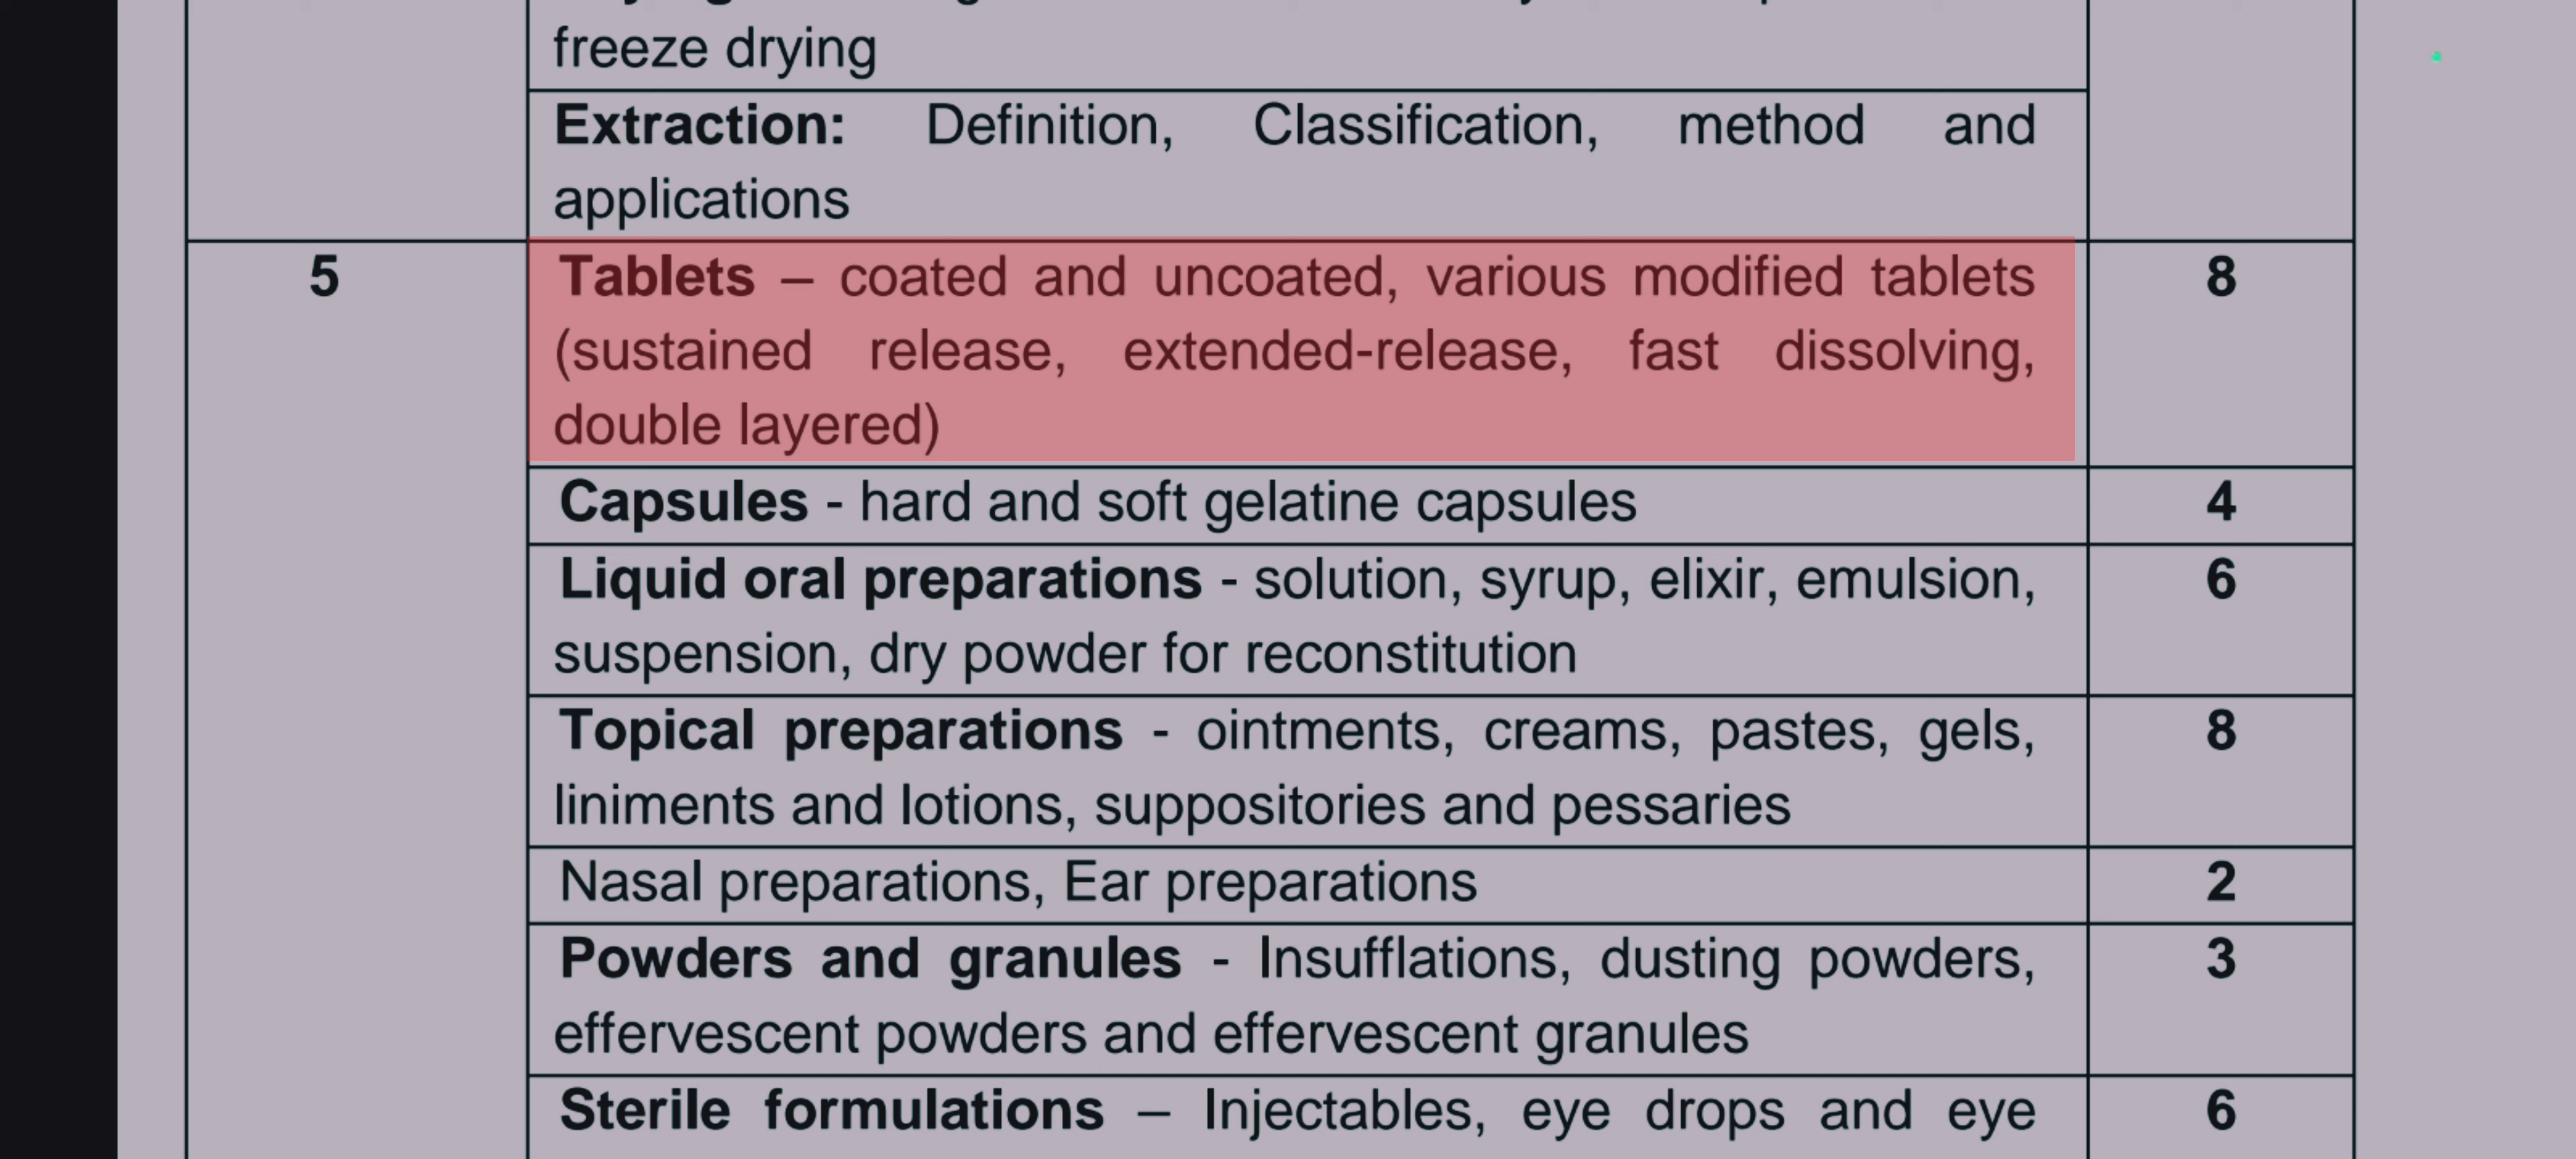 freeze drying
Extraction: Definition, Classification, method and
applications
5
Tablets – coated and uncoated, various modified tablets
8
(sustained release, extended-release, fast dissolving,
double layered)
Capsules - hard and soft gelatine capsules
4
Liquid oral preparations - solution, syrup, elixir, emulsion,
6
suspension, dry powder for reconstitution
Topical preparations - ointments, creams, pastes, gels,
8
liniments and lotions, suppositories and pessaries
Nasal preparations, Ear preparations
2
Powders and granules - Insufflations, dusting powders,
3
effervescent powders and effervescent granules
Sterile formulations – Injectables, eye drops and eye
6